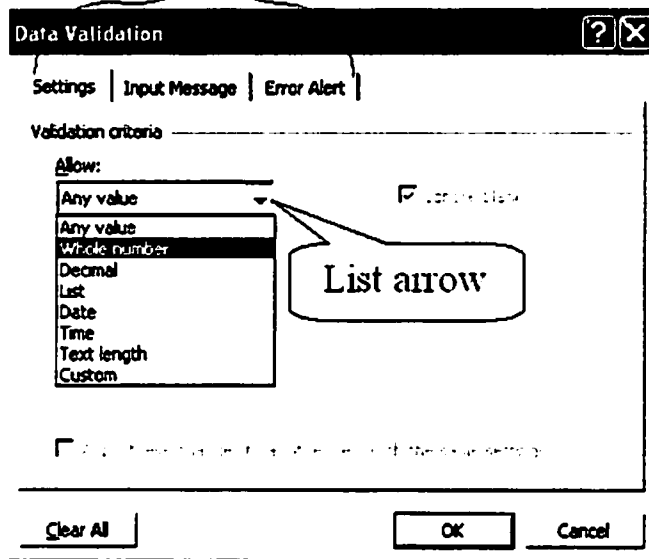 Data Validation
Settings Input Message Error Alert
Validation criteria
Allow:
Any value
Any value
Whole number
Decimal
List
Date
Time
Text length
Custom
List arrow
Clear All OK Cancel